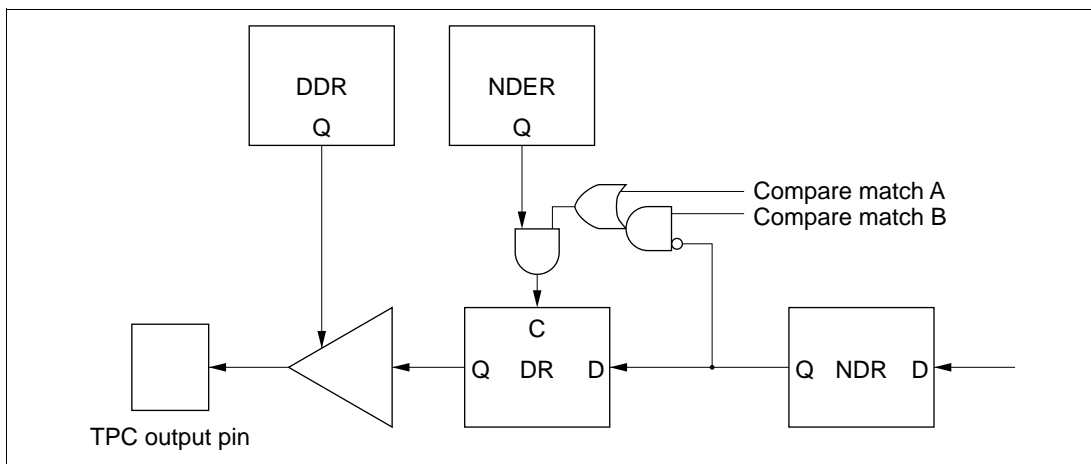 DDR
Q
NDER
Q
Compare match A
Compare match B
C
Q DR D
Q NDR D
TPC output pin